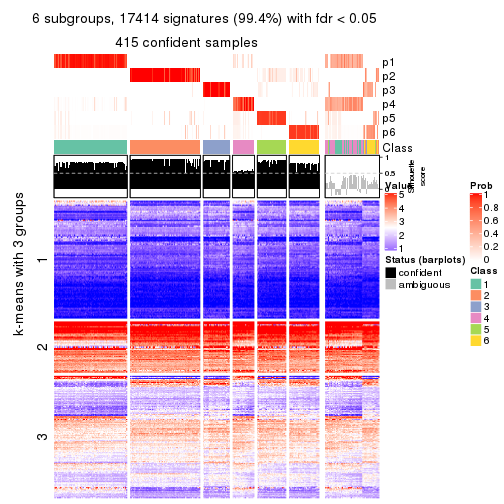 6 subgroups, 17414 signatures (99.4%) with fdr < 0.05
415 confident samples
p1
p2
p3
p4
p5
p6
Class
1
0.5
0
Silhouette
score
k-means with 3 groups
1
2
3
Value
5
4
3
2
1
Status (barplots)
confident
ambiguous
Prob
1
0.8
0.6
0.4
0.2
0
Class
1
2
3
4
5
6